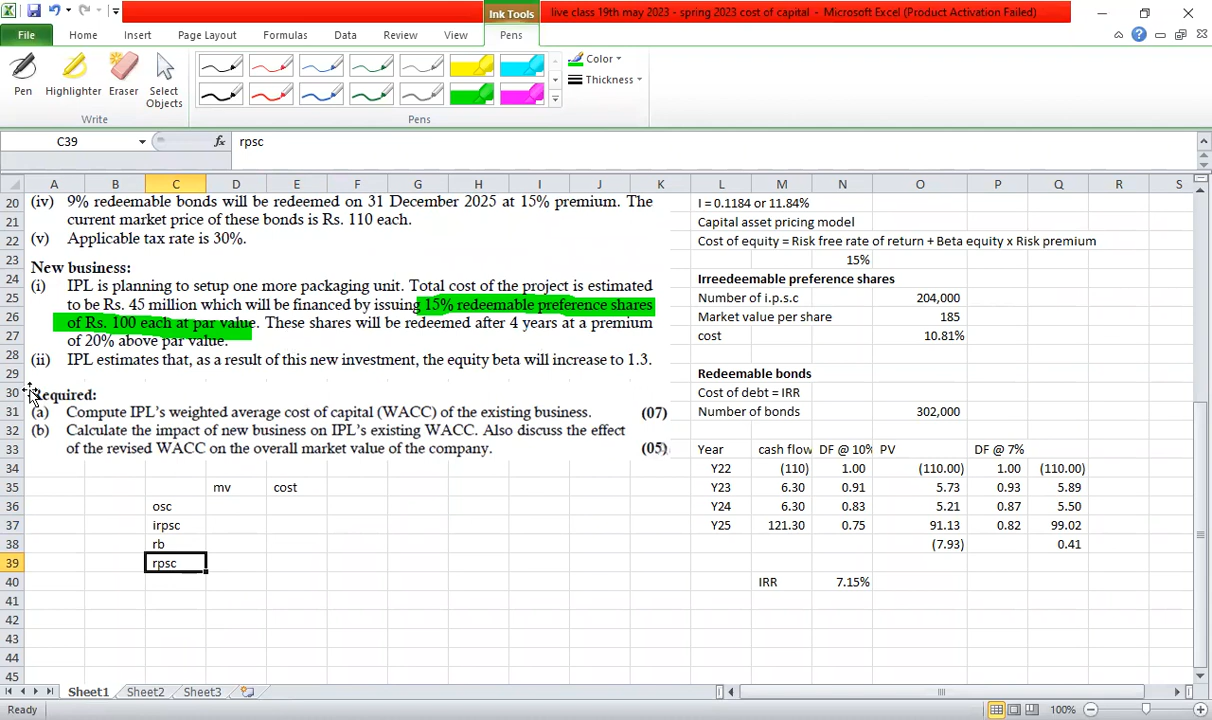 Ink Tools
live class 19th may 2023 - spring 2023 cost of capital - Microsoft Excel (Product Activation Failed)
File Home Insert Page Layout Formulas Data Review View Pens
Pen Highlighter Eraser Select Objects
Color
Thickness
Write Pens
C39 fx rpsc
A B C D E F G H I J K L M N O P Q R S
20 (iv) 9% redeemable bonds will be redeemed on 31 December 2025 at 15% premium. The I = 0.1184 or 11.84%
21 current market price of these bonds is Rs. 110 each. Capital asset pricing model
22 (v) Applicable tax rate is 30%. Cost of equity = Risk free rate of return + Beta equity x Risk premium
23 New business: 15%
24 (i) IPL is planning to setup one more packaging unit. Total cost of the project is estimated Irreedeemable preference shares
25 to be Rs. 45 million which will be financed by issuing 15% redeemable preference shares Number of i.p.s.c 204,000
26 of Rs. 100 each at par value. These shares will be redeemed after 4 years at a premium Market value per share 185
27 of 20% above par value. cost 10.81%
28 (ii) IPL estimates that, as a result of this new investment, the equity beta will increase to 1.3.
29 Redeemable bonds
30 Required: Cost of debt = IRR
31 (a) Compute IPL's weighted average cost of capital (WACC) of the existing business. (07) Number of bonds 302,000
32 (b) Calculate the impact of new business on IPL's existing WACC. Also discuss the effect
33 of the revised WACC on the overall market value of the company. (05) Year cash flow DF @ 10% PV DF @ 7%
34 Y22 (110) 1.00 (110.00) 1.00 (110.00)
35 mv cost Y23 6.30 0.91 5.73 0.93 5.89
36 osc Y24 6.30 0.83 5.21 0.87 5.50
37 irpsc Y25 121.30 0.75 91.13 0.82 99.02
38 rb (7.93) 0.41
39 rpsc
40 IRR 7.15%
41
42
43
44
45
Sheet1 Sheet2 Sheet3
Ready 100%